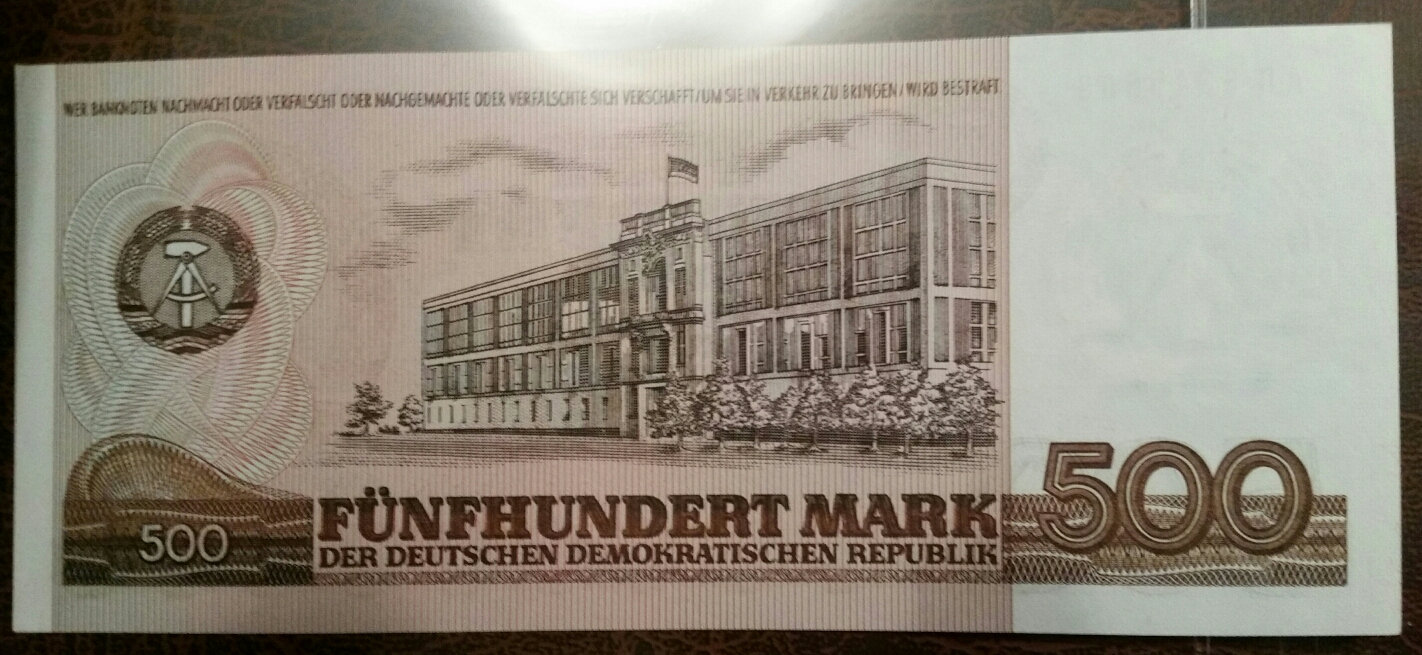 WER BANKNOTEN NACHMACHT ODER VERFÄLSCHT ODER NACHGEMACHTE ODER VERFÄLSCHTE SICH VERSCHAFFT/UM SIE IN VERKEHR ZU BRINGEN/WIRD BESTRAFT
500
FÜNFHUNDERT MARK
DER DEUTSCHEN DEMOKRATISCHEN REPUBLIK
500